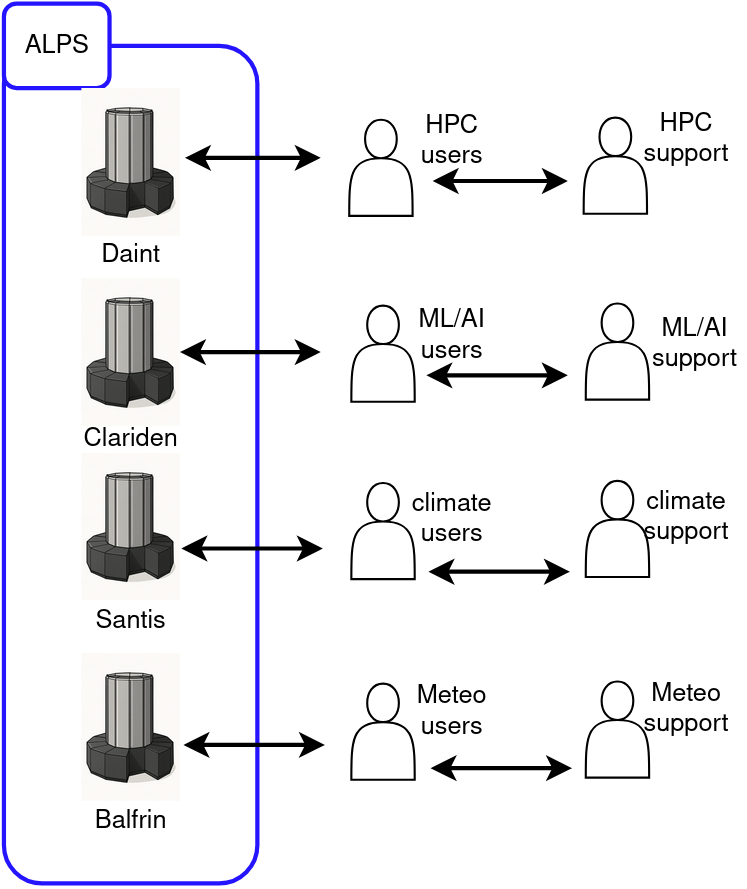 ALPS
HPC
users
HPC
support
Daint
ML/AI
users
ML/AI
support
Clariden
climate
users
climate
support
Santis
Meteo
users
Meteo
support
Balfrin